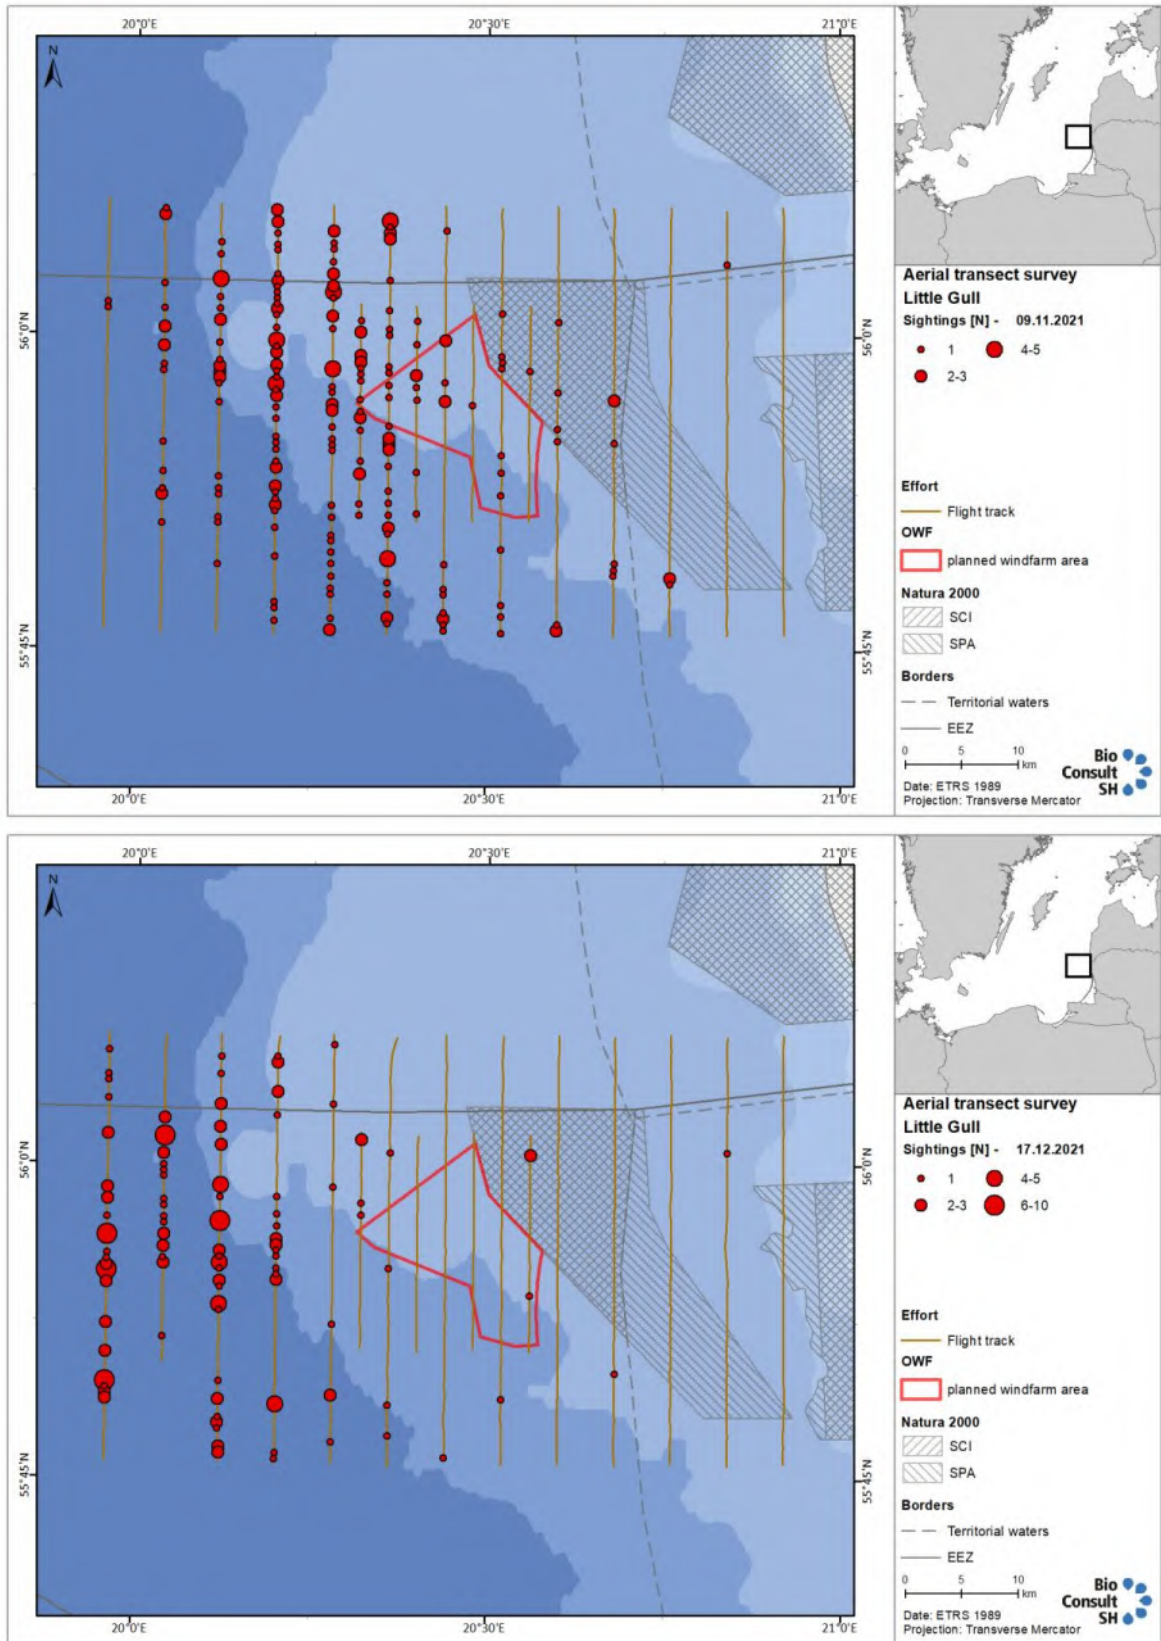 20°0'E
20°30'E
21°0'E
N
56°0'N
56°0'N
55°45'N
55°45'N
20°0'E
20°30'E
21°0'E
Aerial transect survey
Little Gull
Sightings [N] - 09.11.2021
1
4-5
2-3
Effort
Flight track
OWF
planned windfarm area
Natura 2000
SCI
SPA
Borders
Territorial waters
EEZ
0 5 10
km
Date: ETRS 1989
Projection: Transverse Mercator
Bio
Consult
SH
20°0'E
20°30'E
21°0'E
N
56°0'N
56°0'N
55°45'N
55°45'N
20°0'E
20°30'E
21°0'E
Aerial transect survey
Little Gull
Sightings [N] - 17.12.2021
1
4-5
2-3
6-10
Effort
Flight track
OWF
planned windfarm area
Natura 2000
SCI
SPA
Borders
Territorial waters
EEZ
0 5 10
km
Date: ETRS 1989
Projection: Transverse Mercator
Bio
Consult
SH